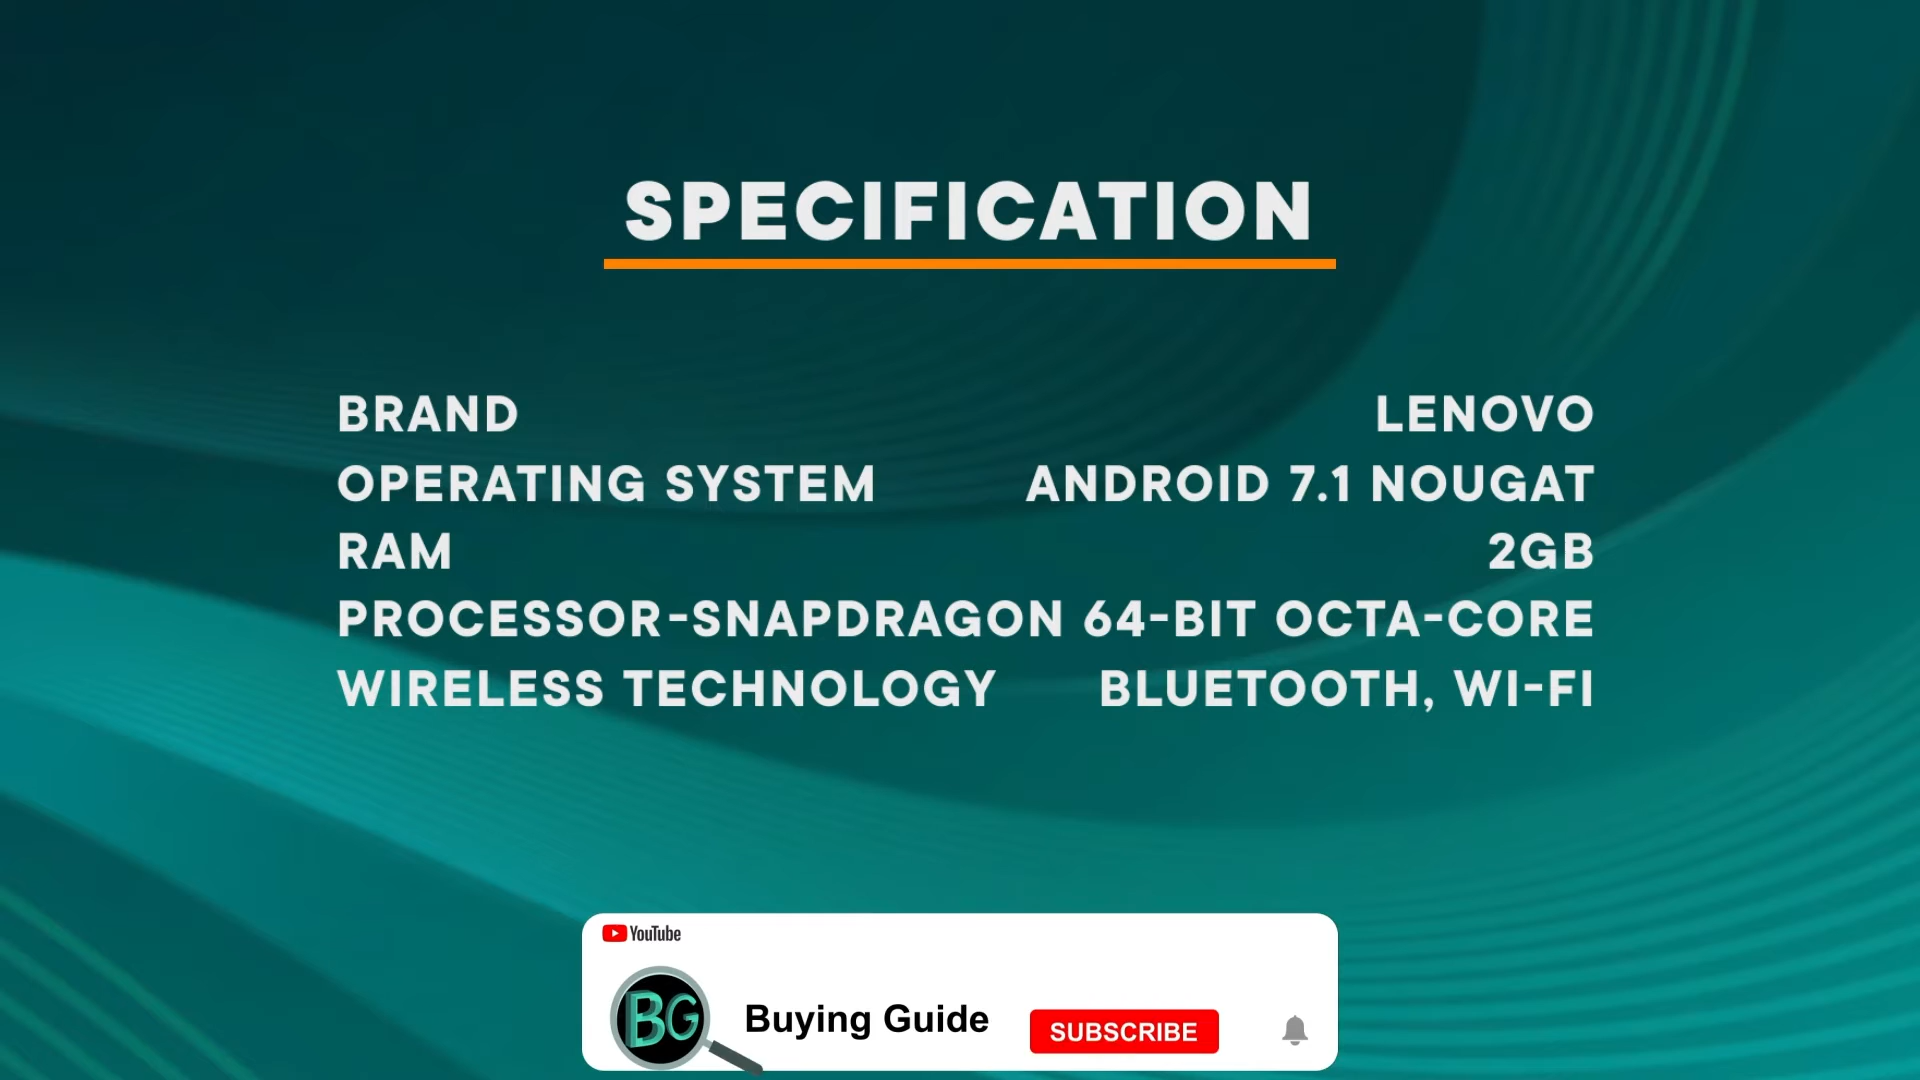 SPECIFICATION
BRAND LENOVO
OPERATING SYSTEM ANDROID 7.1 NOUGAT
RAM 2GB
PROCESSOR-SNAPDRAGON 64-BIT OCTA-CORE
WIRELESS TECHNOLOGY BLUETOOTH, WI-FI
YouTube
BG
Buying Guide
SUBSCRIBE